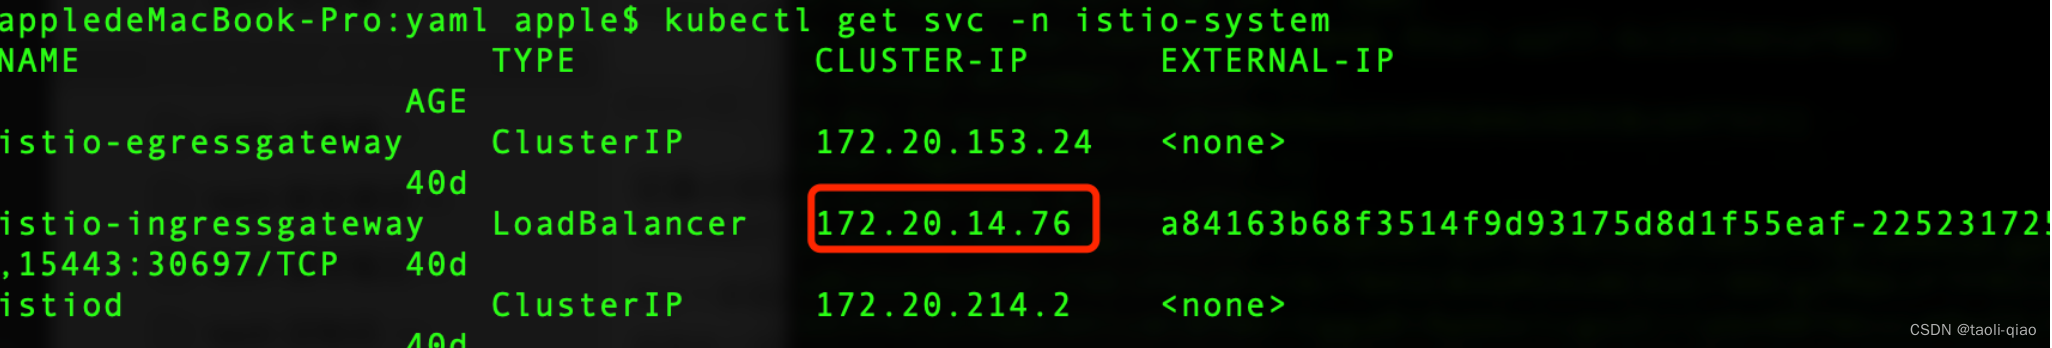 appledeMacBook-Pro:yaml apple$ kubectl get svc -n istio-system
NAME TYPE CLUSTER-IP EXTERNAL-IP
AGE
istio-egressgateway ClusterIP 172.20.153.24 <none>
40d
istio-ingressgateway LoadBalancer 172.20.14.76 a84163b68f3514f9d93175d8d1f55eaf-225231725
,15443:30697/TCP 40d
istiod ClusterIP 172.20.214.2 <none>
40d
CSDN @taoli-qiao